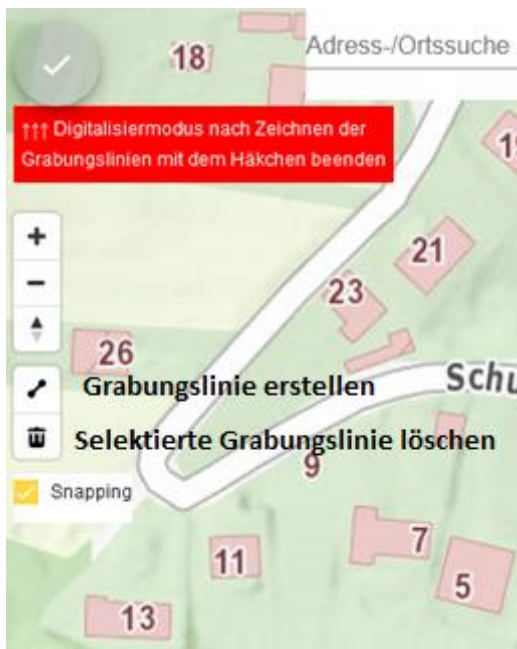 18
Adress-/Ortssuche
↑↑↑ Digitalisiermodus nach Zeichnen der
Grabungslinien mit dem Häkchen beenden
+
21
−
23
26
Grabungslinie erstellen
Schu
Selektierte Grabungslinie löschen
9
Snapping
7
11
5
13